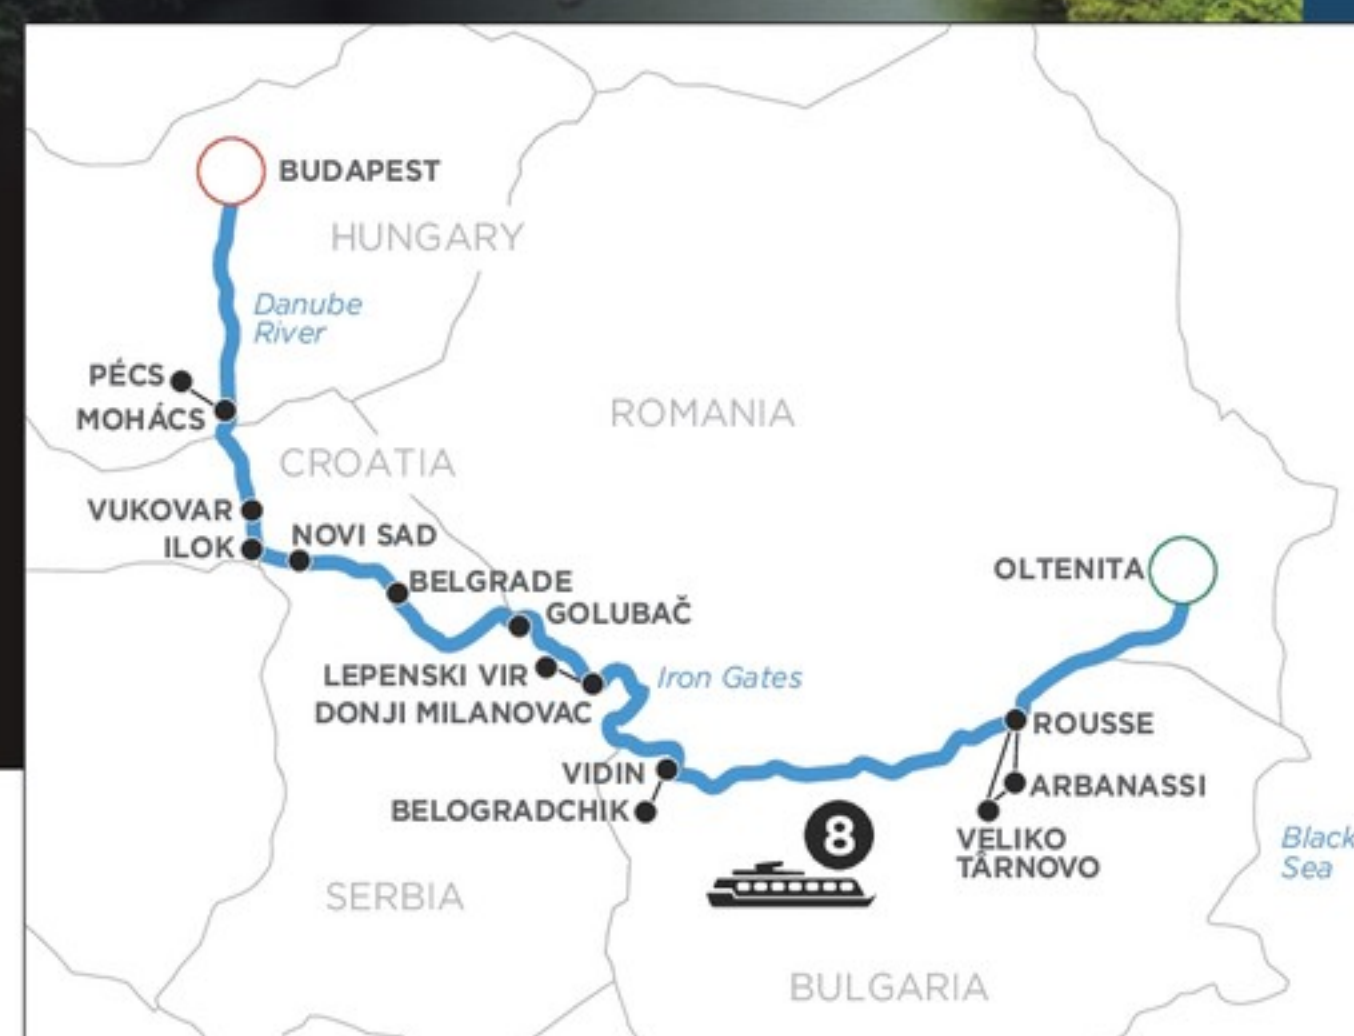 BUDAPEST
HUNGARY
Danube
River
PÉCS
MOHÁCS
ROMANIA
CROATIA
VUKOVAR
NOVI SAD
ILOK
OLTENITA
BELGRADE
GOLUBAČ
LEPENSKI VIR
Iron Gates
DONJI MILANOVAC
ROUSSE
VIDIN
ARBANASSI
BELOGRADCHIK
8
VELIKO
TÂRNOVO
Black
Sea
SERBIA
BULGARIA